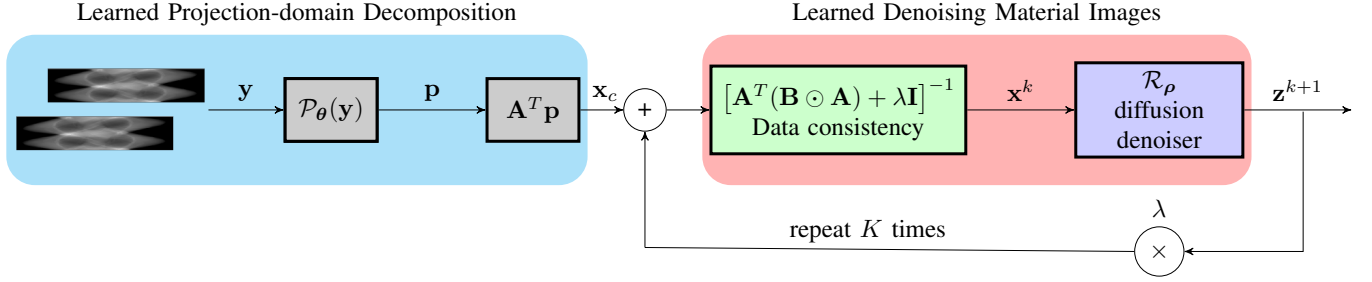 Learned Projection-domain Decomposition
Learned Denoising Material Images
y
𝒫_θ(y)
p
A^T p
x_c
+
[A^T(B ⊙ A) + λI]^{-1}
Data consistency
x^k
ℛ_ρ
diffusion
denoiser
z^{k+1}
λ
×
repeat K times